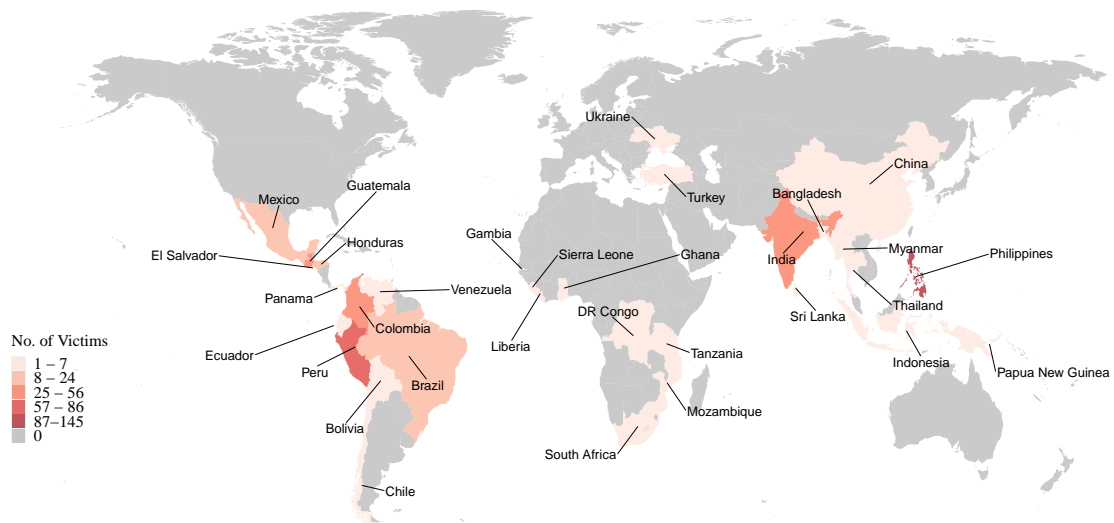 Ukraine
China
Guatemala
Bangladesh
Mexico
Turkey
Gambia
Honduras
Myanmar
El Salvador
Sierra Leone
Ghana
Philippines
India
Venezuela
Panama
Thailand
DR Congo
Sri Lanka
Colombia
No. of Victims
Liberia
Ecuador
Tanzania
1 – 7
Indonesia
Peru
Papua New Guinea
8 – 24
Brazil
25 – 56
57 – 86
Mozambique
87–145
Bolivia
0
South Africa
Chile